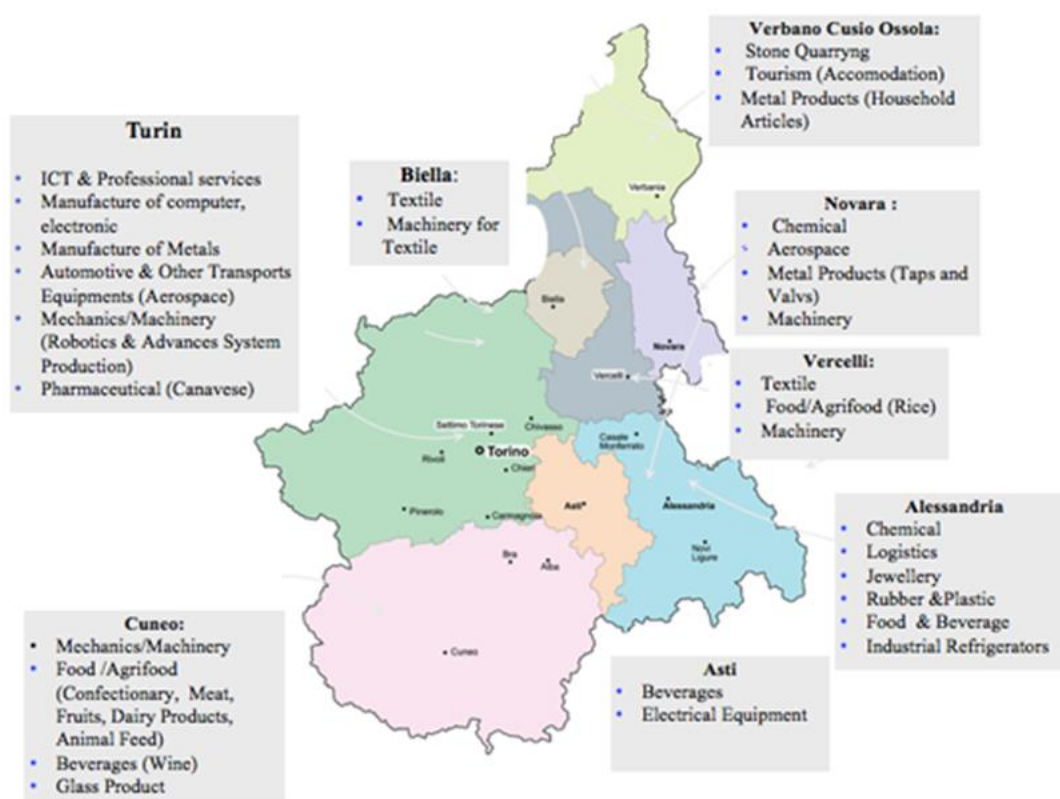 Verbano Cusio Ossola:
Stone Quarryng
Tourism (Accomodation)
Metal Products (Household
Articles)
Turin
ICT & Professional services
Manufacture of computer,
electronic
Manufacture of Metals
Automotive & Other Transports
Equipments (Aerospace)
Mechanics/Machinery
(Robotics & Advances System
Production)
Pharmaceutical (Canavese)
Biella:
Textile
Machinery for
Textile
Novara :
Chemical
Aerospace
Metal Products (Taps and
Valvs)
Machinery
Vercelli:
Textile
Food/Agrifood (Rice)
Machinery
Alessandria
Chemical
Logistics
Jewellery
Rubber &Plastic
Food & Beverage
Industrial Refrigerators
Cuneo:
Mechanics/Machinery
Food /Agrifood
(Confectionary, Meat,
Fruits, Dairy Products,
Animal Feed)
Beverages (Wine)
Glass Product
Asti
Beverages
Electrical Equipment
Verbania
Biella
Novara
Vercelli
Settimo Torinese
Chivasso
Casale
Monferrato
Rivoli
Torino
Chieri
Pinerolo
Carmagnola
Asti
Alessandria
Novi
Ligure
Bra
Alba
Cuneo